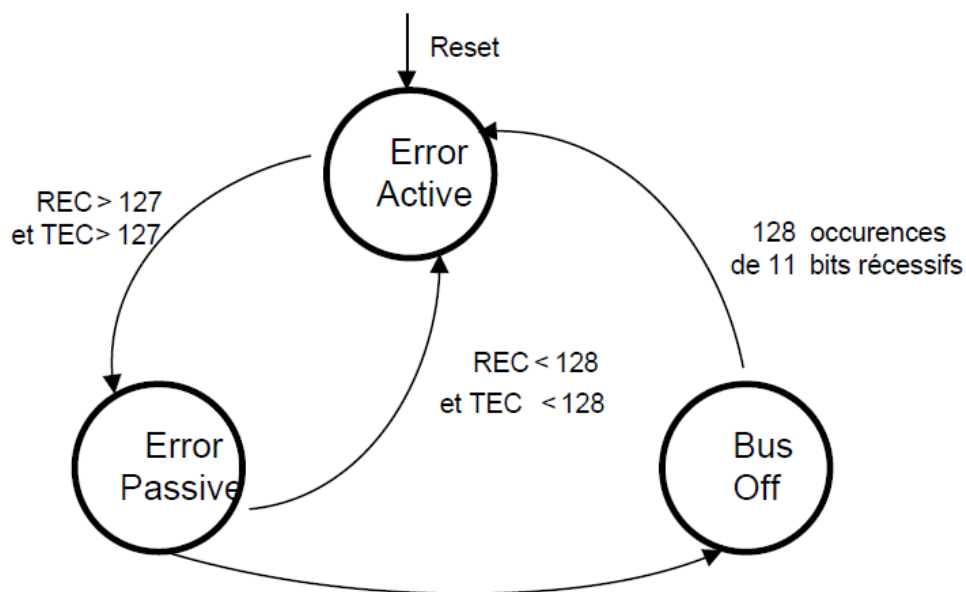 Reset
Error
Active
REC > 127
et TEC > 127
128 occurences
de 11 bits récessifs
REC < 128
et TEC < 128
Error
Passive
Bus
Off